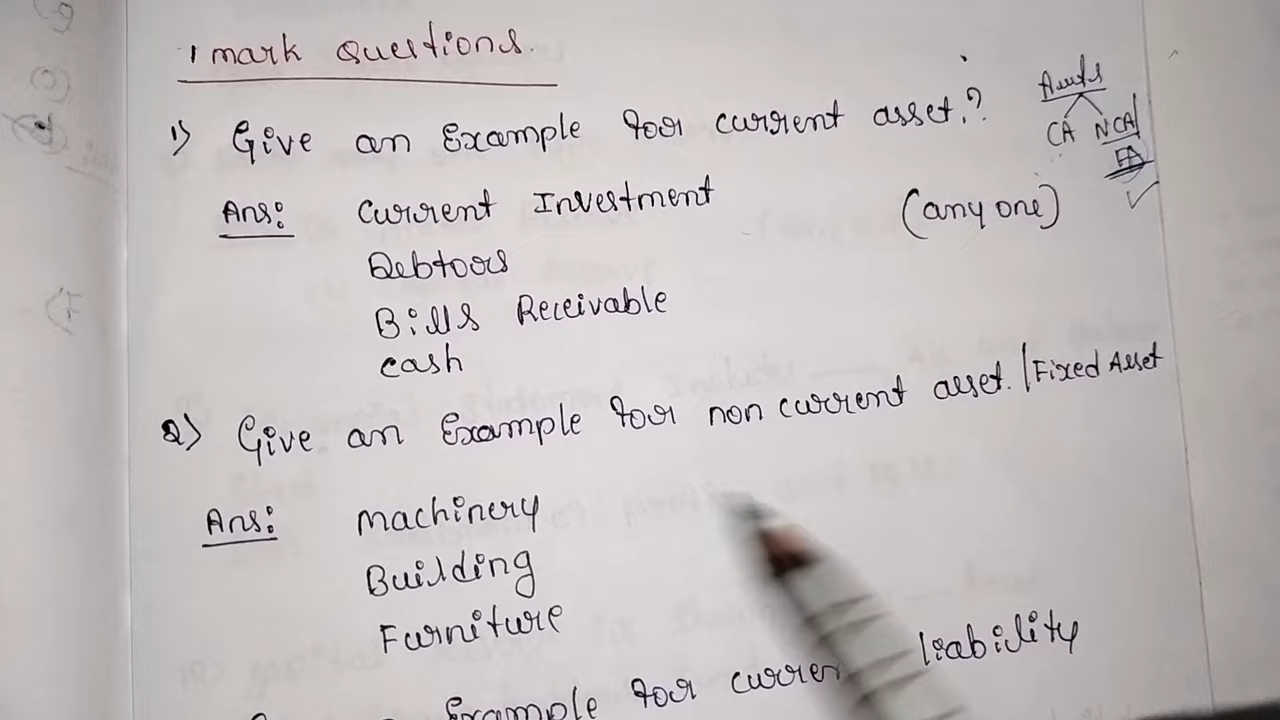 1 mark Questions.
1) Give an Example for current asset.?
Assets
CA NCA
FA
Ans: Current Investment (any one)
Debtors
Bills Receivable
cash
2) Give an Example for non current asset. / Fixed Asset
Ans: Machinery
Building
Furniture
Example for current liability